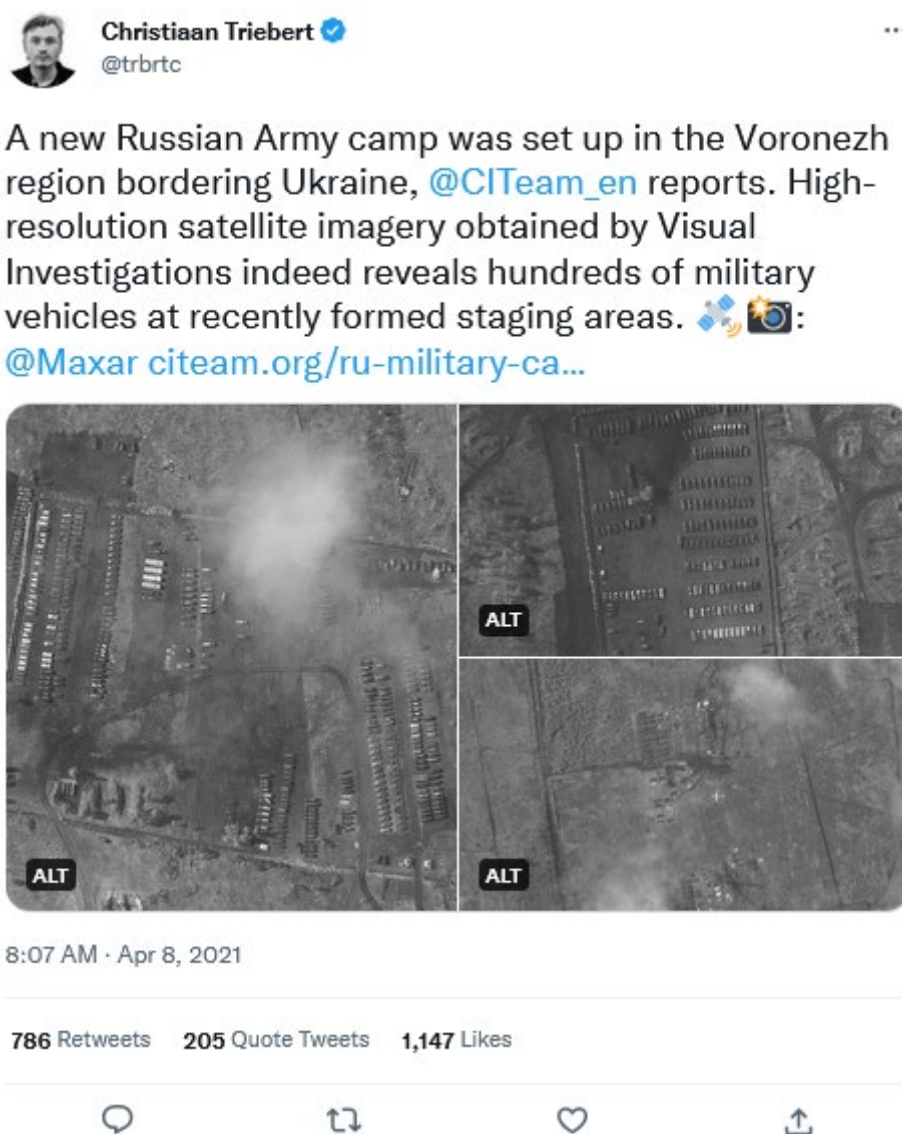 Christiaan Triebert
@trbrtc
A new Russian Army camp was set up in the Voronezh
region bordering Ukraine, @CITeam_en reports. High-
resolution satellite imagery obtained by Visual
Investigations indeed reveals hundreds of military
vehicles at recently formed staging areas. 🛰️📸:
@Maxar citeam.org/ru-military-ca...
ALT
ALT
ALT
8:07 AM · Apr 8, 2021
786 Retweets 205 Quote Tweets 1,147 Likes